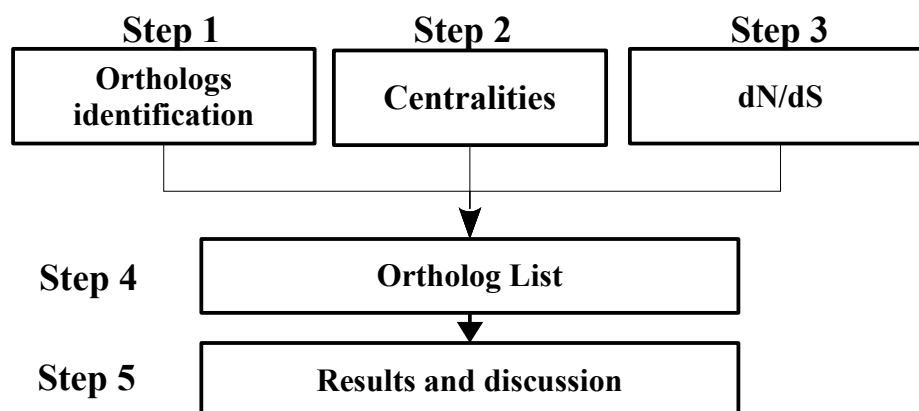 Step 1
Step 2
Step 3
Orthologs
identification
Centralities
dN/dS
Step 4
Ortholog List
Step 5
Results and discussion